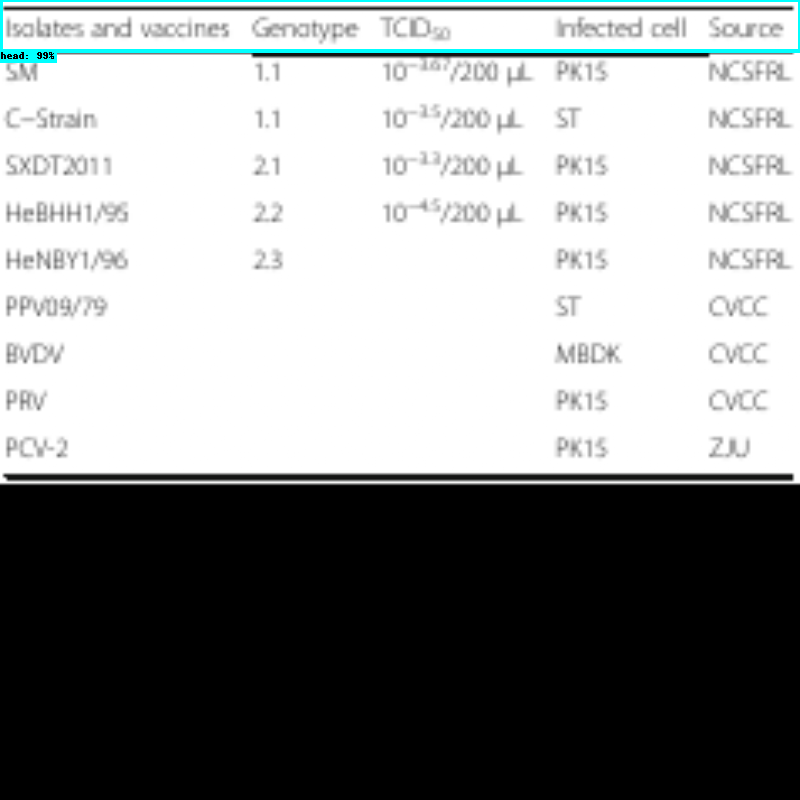 Isolates and vaccines Genotype TCID₅₀ Infected cell Source
head: 99%
SM 1.1 10⁻³·⁶⁷/200 μL PK15 NCSFRL
C−Strain 1.1 10⁻³·⁵/200 μL ST NCSFRL
SXDT2011 2.1 10⁻³·³/200 μL PK15 NCSFRL
HeBHH1/95 2.2 10⁻⁴·⁵/200 μL PK15 NCSFRL
HeNBY1/96 2.3 PK15 NCSFRL
PPV09/79 ST CVCC
BVDV MBDK CVCC
PRV PK15 CVCC
PCV-2 PK15 ZJU